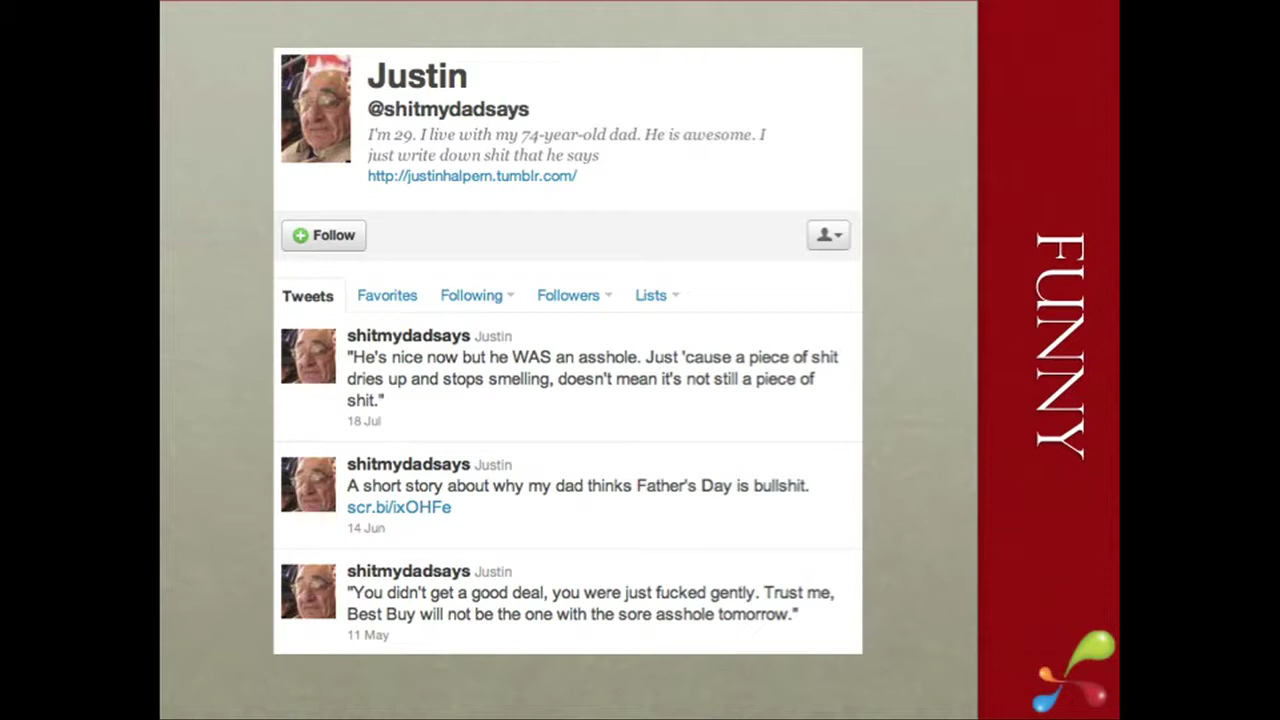 Justin
@shitmydadsays
I'm 29. I live with my 74-year-old dad. He is awesome. I
just write down shit that he says
http://justinhalpern.tumblr.com/
Follow
Tweets Favorites Following Followers Lists
shitmydadsays Justin
"He's nice now but he WAS an asshole. Just 'cause a piece of shit
dries up and stops smelling, doesn't mean it's not still a piece of
shit."
18 Jul
shitmydadsays Justin
A short story about why my dad thinks Father's Day is bullshit.
scr.bi/ixOHFe
14 Jun
shitmydadsays Justin
"You didn't get a good deal, you were just fucked gently. Trust me,
Best Buy will not be the one with the sore asshole tomorrow."
11 May
FUNNY